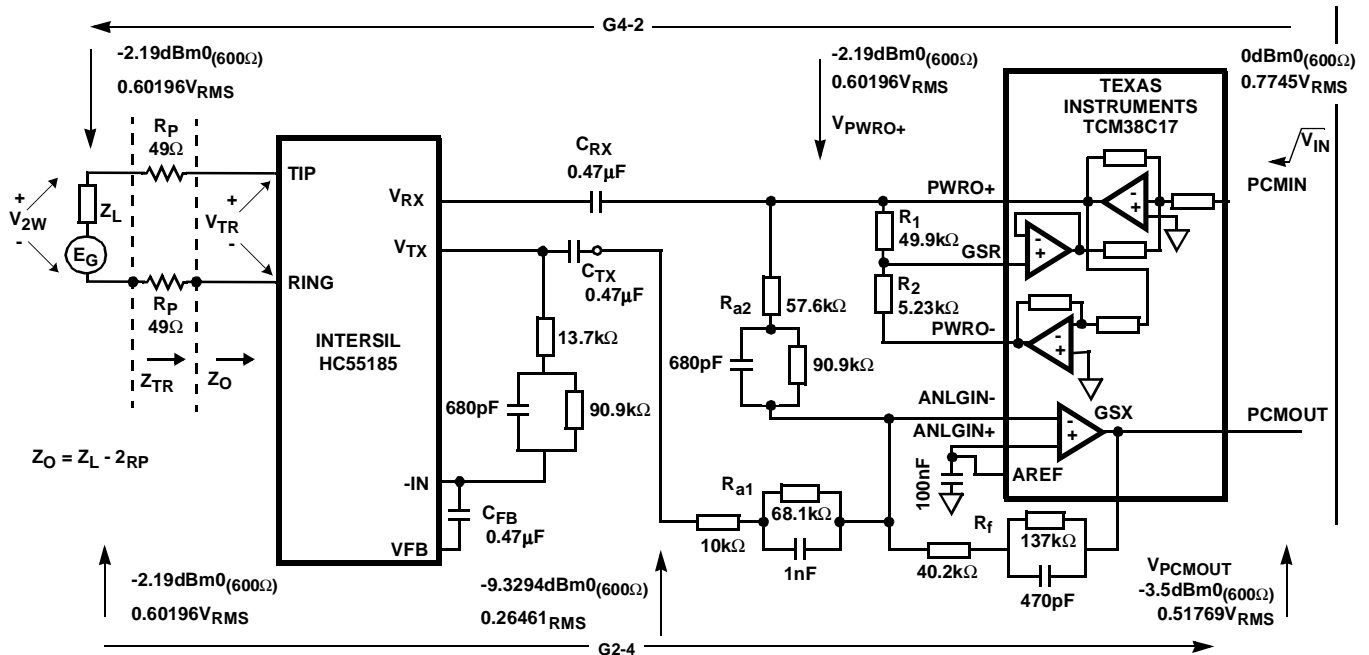 G4-2
-2.19dBm0(600Ω)
0.60196VRMS
-2.19dBm0(600Ω)
0.60196VRMS
VPWRO+
0dBm0(600Ω)
0.7745VRMS
TEXAS
INSTRUMENTS
TCM38C17
VIN
PCMIN
RP
49Ω
TIP
CRX
0.47µF
VRX
PWRO+
+
V2W
-
ZL
EG
+
VTR
-
R1
49.9kΩ
GSR
VTX
CTX
0.47µF
RING
R2
5.23kΩ
PWRO-
RP
49Ω
Ra2
57.6kΩ
INTERSIL
HC55185
13.7kΩ
ZTR
ZO
680pF
90.9kΩ
680pF
90.9kΩ
ANLGIN-
GSX
PCMOUT
ANLGIN+
AREF
100nF
-
+
-
+
-
+
-
+
ZO = ZL - 2RP
-IN
CFB
0.47µF
VFB
Ra1
68.1kΩ
10kΩ
1nF
Rf
137kΩ
40.2kΩ
470pF
-2.19dBm0(600Ω)
0.60196VRMS
-9.3294dBm0(600Ω)
0.26461RMS
VPCMOUT
-3.5dBm0(600Ω)
0.51769VRMS
G2-4